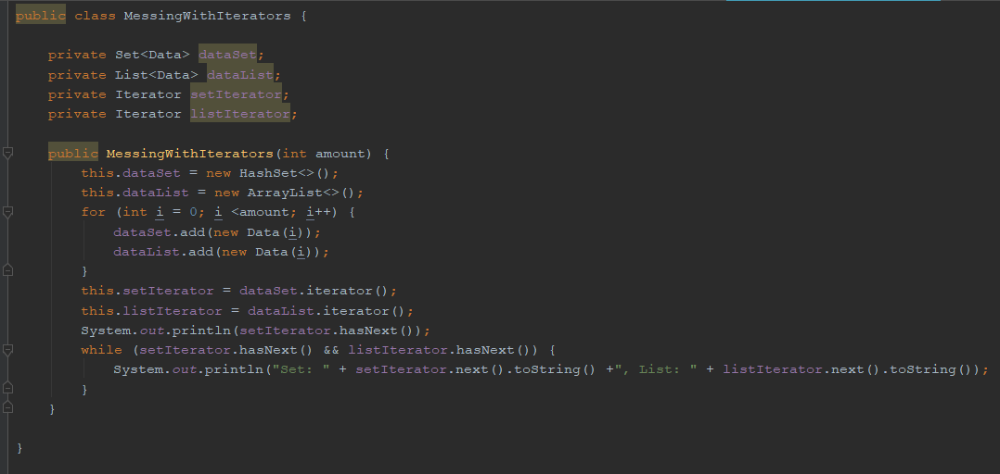 public class MessingWithIterators {
private Set<Data> dataSet;
private List<Data> dataList;
private Iterator setIterator;
private Iterator listIterator;
public MessingWithIterators(int amount) {
this.dataSet = new HashSet<>();
this.dataList = new ArrayList<>();
for (int i = 0; i <amount; i++) {
dataSet.add(new Data(i));
dataList.add(new Data(i));
}
this.setIterator = dataSet.iterator();
this.listIterator = dataList.iterator();
System.out.println(setIterator.hasNext());
while (setIterator.hasNext() && listIterator.hasNext()) {
System.out.println("Set: " + setIterator.next().toString() +", List: " + listIterator.next().toString());
}
}
}